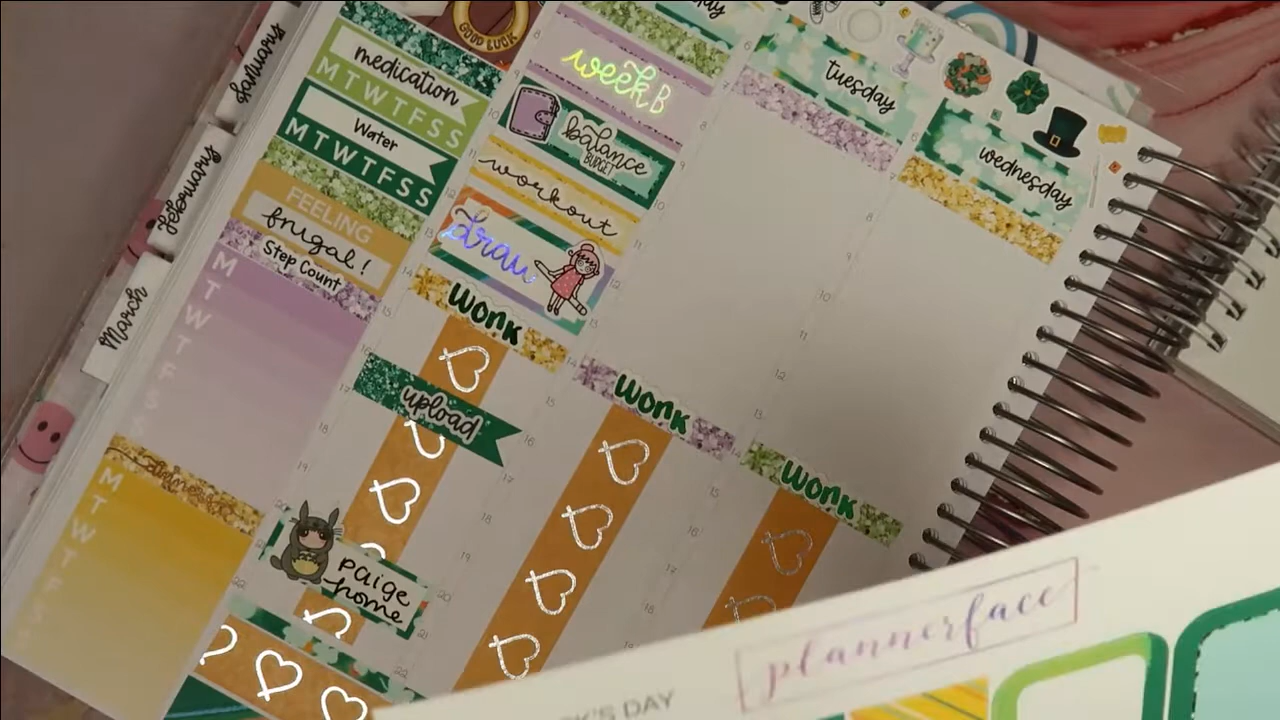 January
February
March
GOOD LUCK
medication
M T W T F S S
Water
M T W T F S S
FEELING
frugal!
Step Count
M
T
W
T
F
S
S
M
T
W
T
F
S
S
week B
balance
BUDGET
workout
draw
WORK
upload
paige
home
day
WORK
tuesday
WORK
wednesday
plannerface
K'S DAY